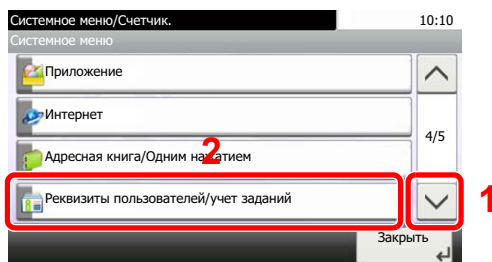 Системное меню/Счетчик. 10:10
Системное меню
Приложение
Интернет
4/5
2
Адресная книга/Одним нажатием
Реквизиты пользователей/учет заданий
1
Закрыть